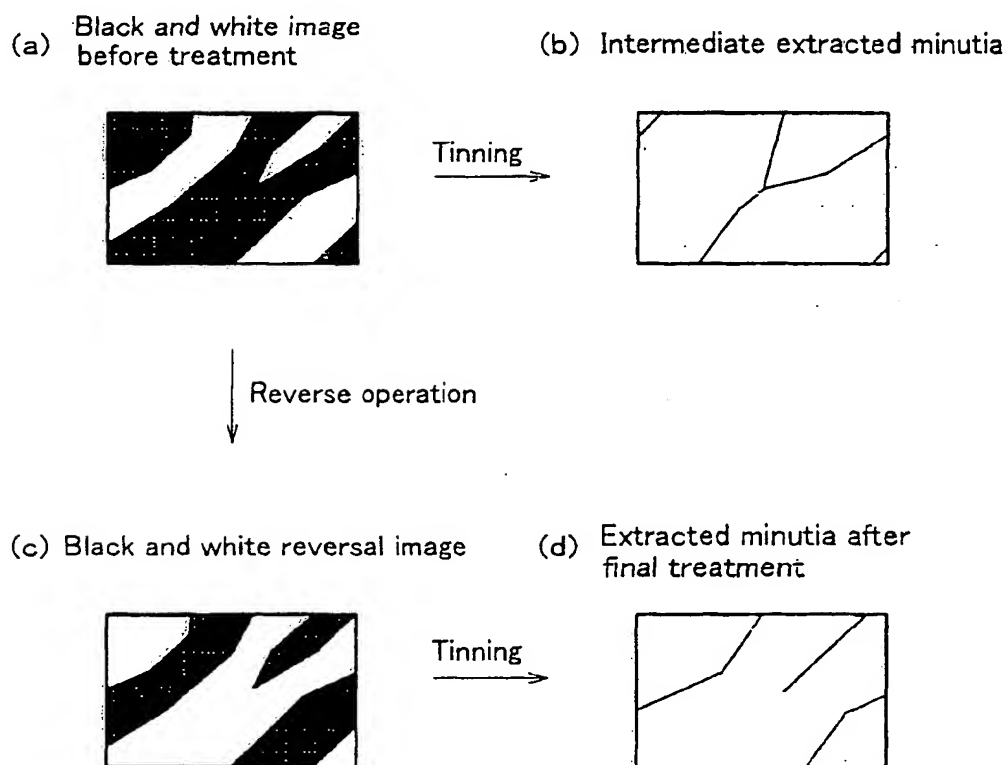 (a) Black and white image
before treatment
(b) Intermediate extracted minutia
Tinning
Reverse operation
(c) Black and white reversal image
(d) Extracted minutia after
final treatment
Tinning